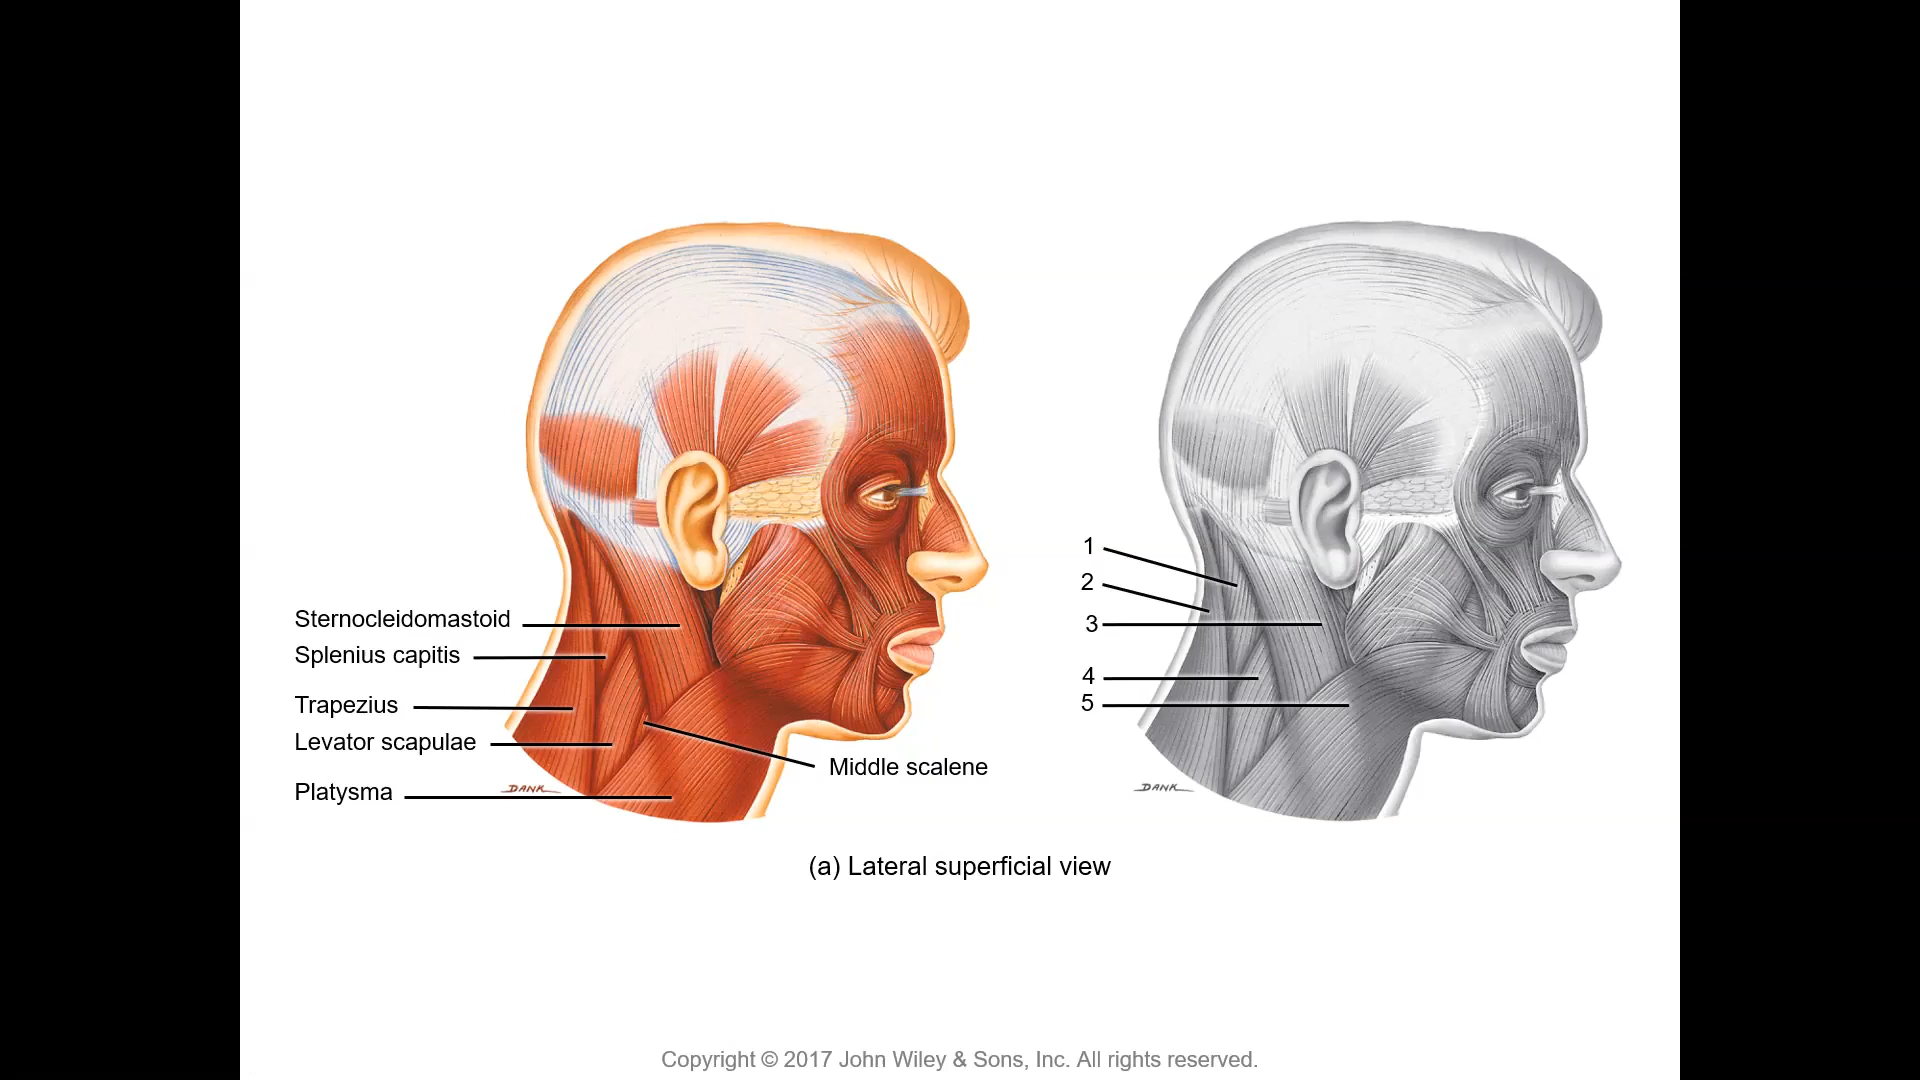 Sternocleidomastoid
Splenius capitis
Trapezius
Levator scapulae
Platysma
Middle scalene
DANK
1
2
3
4
5
DANK
(a) Lateral superficial view
Copyright © 2017 John Wiley & Sons, Inc. All rights reserved.